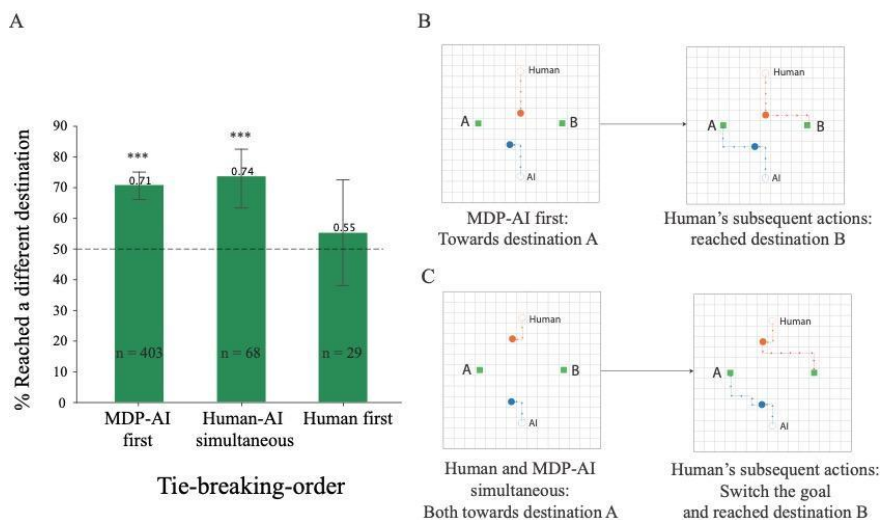 A
% Reached a different destination
90
80
70
60
50
40
30
20
10
0
***
0.71
n = 403
***
0.74
n = 68
0.55
n = 29
MDP-AI
first
Human-AI
simultaneous
Human first
Tie-breaking-order
B
Human
A
B
AI
MDP-AI first:
Towards destination A
Human
A
B
AI
Human's subsequent actions:
reached destination B
C
Human
A
B
AI
Human and MDP-AI
simultaneous:
Both towards destination A
Human
A
AI
Human's subsequent actions:
Switch the goal
and reached destination B